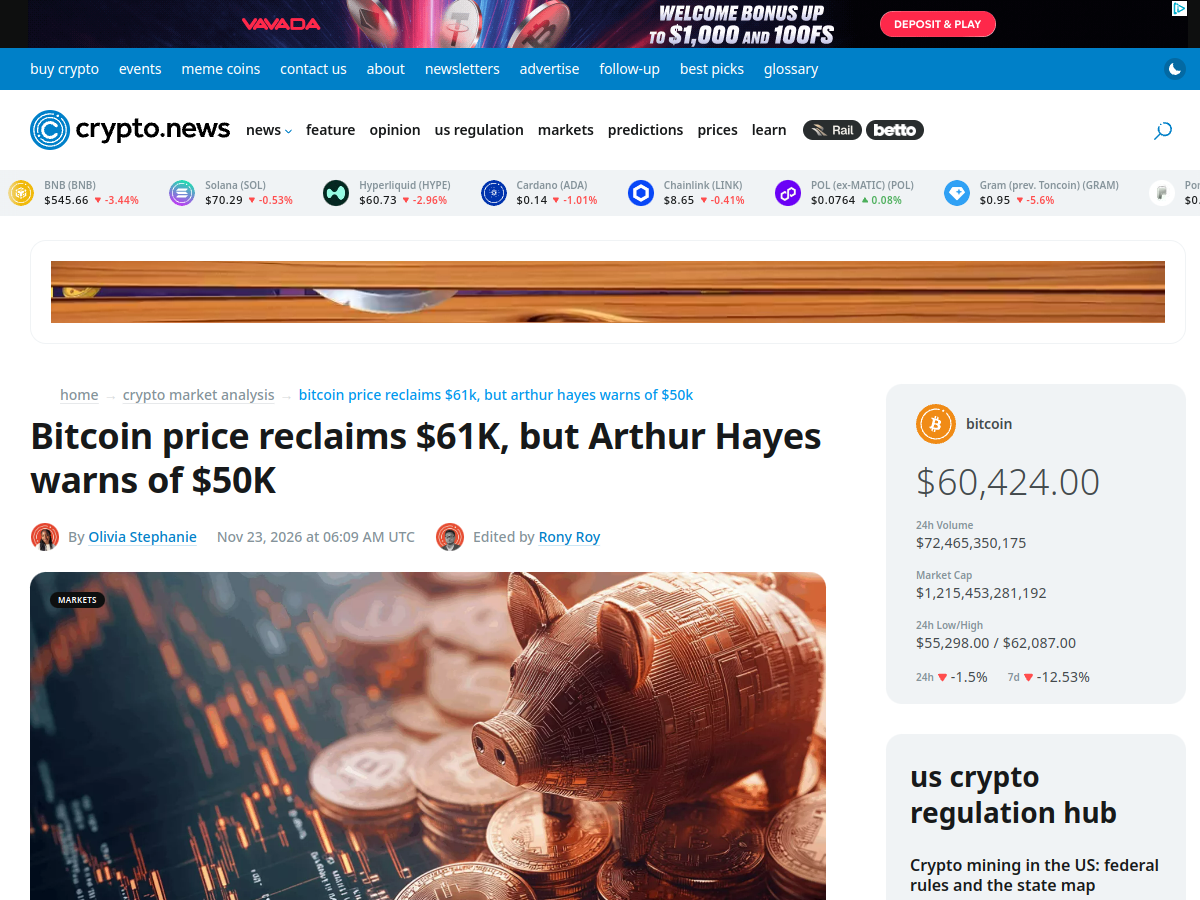 VAVADA
WELCOME BONUS UP
TO $1,000 AND 100FS
DEPOSIT & PLAY
buy crypto events meme coins contact us about newsletters advertise follow-up best picks glossary
crypto.news
news feature opinion us regulation markets predictions prices learn Rail betto
BNB (BNB) Solana (SOL) Hyperliquid (HYPE) Cardano (ADA) Chainlink (LINK) POL (ex-MATIC) (POL) Gram (prev. Toncoin) (GRAM)
$545.66 -3.44% $70.29 -0.53% $60.73 -2.96% $0.14 -1.01% $8.65 -0.41% $0.0764 0.08% $0.95 -5.6% $0.
home → crypto market analysis → bitcoin price reclaims $61k, but arthur hayes warns of $50k
Bitcoin price reclaims $61K, but Arthur Hayes
warns of $50K
By Olivia Stephanie Nov 23, 2026 at 06:09 AM UTC Edited by Rony Roy
MARKETS
bitcoin
$60,424.00
24h Volume
$72,465,350,175
Market Cap
$1,215,453,281,192
24h Low/High
$55,298.00 / $62,087.00
24h -1.5% 7d -12.53%
us crypto
regulation hub
Crypto mining in the US: federal
rules and the state map